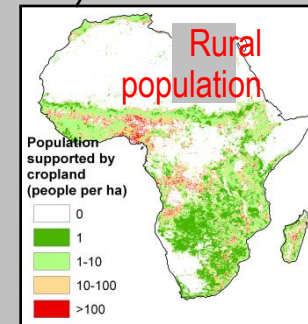 Rural
population
Population
supported by
cropland
(people per ha)
0
1
1-10
10-100
>100